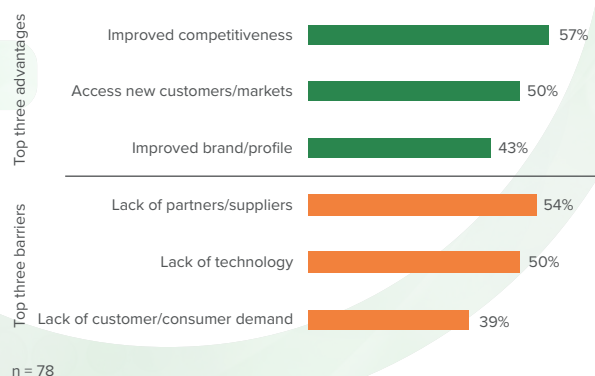 Top three advantages
Improved competitiveness 57%
Access new customers/markets 50%
Improved brand/profile 43%
Top three barriers
Lack of partners/suppliers 54%
Lack of technology 50%
Lack of customer/consumer demand 39%
n = 78